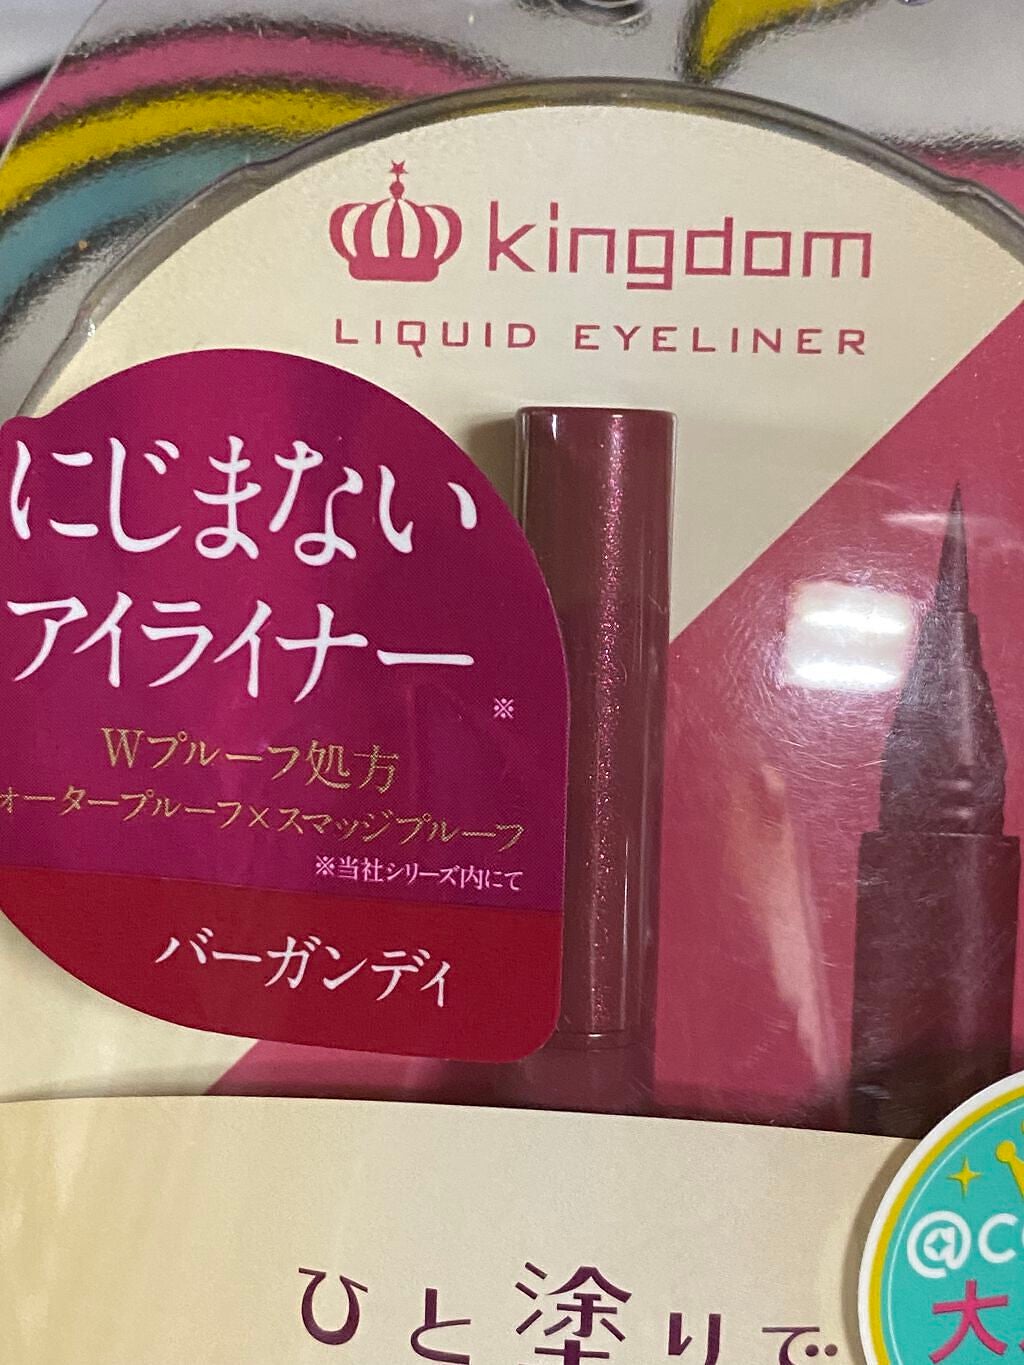 kingdom
LIQUID EYELINER
にじまない
アイライナー
※
Wプルーフ処方
ォータープルーフ×スマッジプルーフ
※当社シリーズ内にて
バーガンディ
ひと塗りで
@c
大